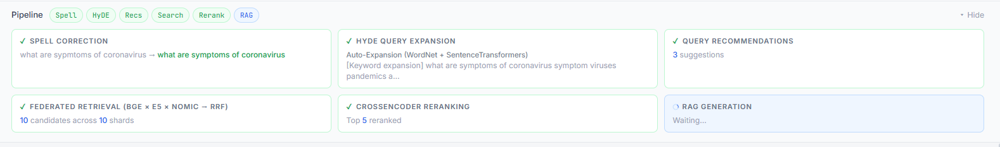 Pipeline Spell HyDE Recs Search Rerank RAG Hide
✓ SPELL CORRECTION
what are sypmtoms of coronavirus → what are symptoms of coronavirus
✓ HYDE QUERY EXPANSION
Auto-Expansion (WordNet + SentenceTransformers)
[Keyword expansion] what are symptoms of coronavirus symptom viruses
pandemics a...
✓ QUERY RECOMMENDATIONS
3 suggestions
✓ FEDERATED RETRIEVAL (BGE × E5 × NOMIC → RRF)
10 candidates across 10 shards
✓ CROSSENCODER RERANKING
Top 5 reranked
RAG GENERATION
Waiting...